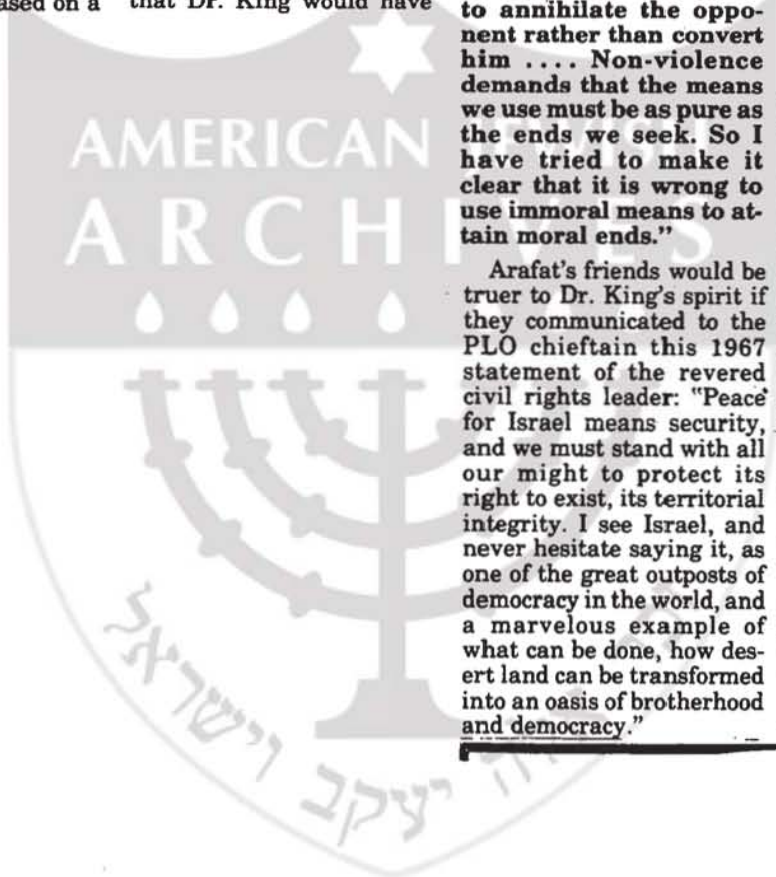 ased on a
that Dr. King would have
to annihilate the oppo-
nent rather than convert
him .... Non-violence
demands that the means
we use must be as pure as
the ends we seek. So I
have tried to make it
clear that it is wrong to
use immoral means to at-
tain moral ends."
Arafat's friends would be
truer to Dr. King's spirit if
they communicated to the
PLO chieftain this 1967
statement of the revered
civil rights leader: "Peace
for Israel means security,
and we must stand with all
our might to protect its
right to exist, its territorial
integrity. I see Israel, and
never hesitate saying it, as
one of the great outposts of
democracy in the world, and
a marvelous example of
what can be done, how des-
ert land can be transformed
into an oasis of brotherhood
and democracy."
AMERICAN JEWISH
ARCHIVES
יעקב וישראל